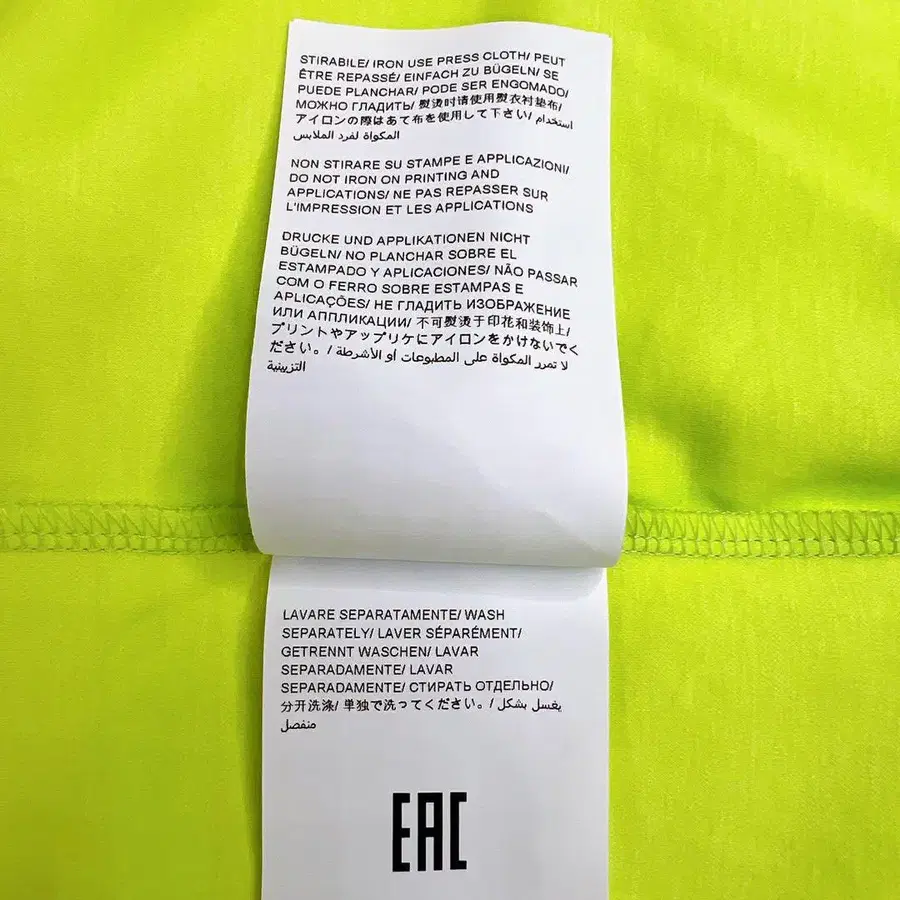 STIRABILE/ IRON USE PRESS CLOTH/ PEUT
ÊTRE REPASSÉ/ EINFACH ZU BÜGELN/ SE
PUEDE PLANCHAR/ PODE SER ENGOMADO/
МОЖНО ГЛАДИТЬ/ 熨烫时请使用熨衣衬垫布/
アイロンの際はあて布を使用して下さい/ استخدام
المكواة لفرد الملابس
NON STIRARE SU STAMPE E APPLICAZIONI/
DO NOT IRON ON PRINTING AND
APPLICATIONS/ NE PAS REPASSER SUR
L'IMPRESSION ET LES APPLICATIONS
DRUCKE UND APPLIKATIONEN NICHT
BÜGELN/ NO PLANCHAR SOBRE EL
ESTAMPADO Y APLICACIONES/ NÃO PASSAR
COM O FERRO SOBRE ESTAMPAS E
APLICAÇÕES/ НЕ ГЛАДИТЬ ИЗОБРАЖЕНИЕ
ИЛИ АППЛИКАЦИИ/ 不可熨烫于印花和装饰上/
プリントやアップリケにアイロンをかけないでく
ださい。/ لا تمرر المكواة على المطبوعات أو الأشرطة
التزيينية
LAVARE SEPARATAMENTE/ WASH
SEPARATELY/ LAVER SÉPARÉMENT/
GETRENNT WASCHEN/ LAVAR
SEPARADAMENTE/ LAVAR
SEPARADAMENTE/ СТИРАТЬ ОТДЕЛЬНО/
分开洗涤/ 単独で洗ってください。/ يغسل بشكل
منفصل
EAC